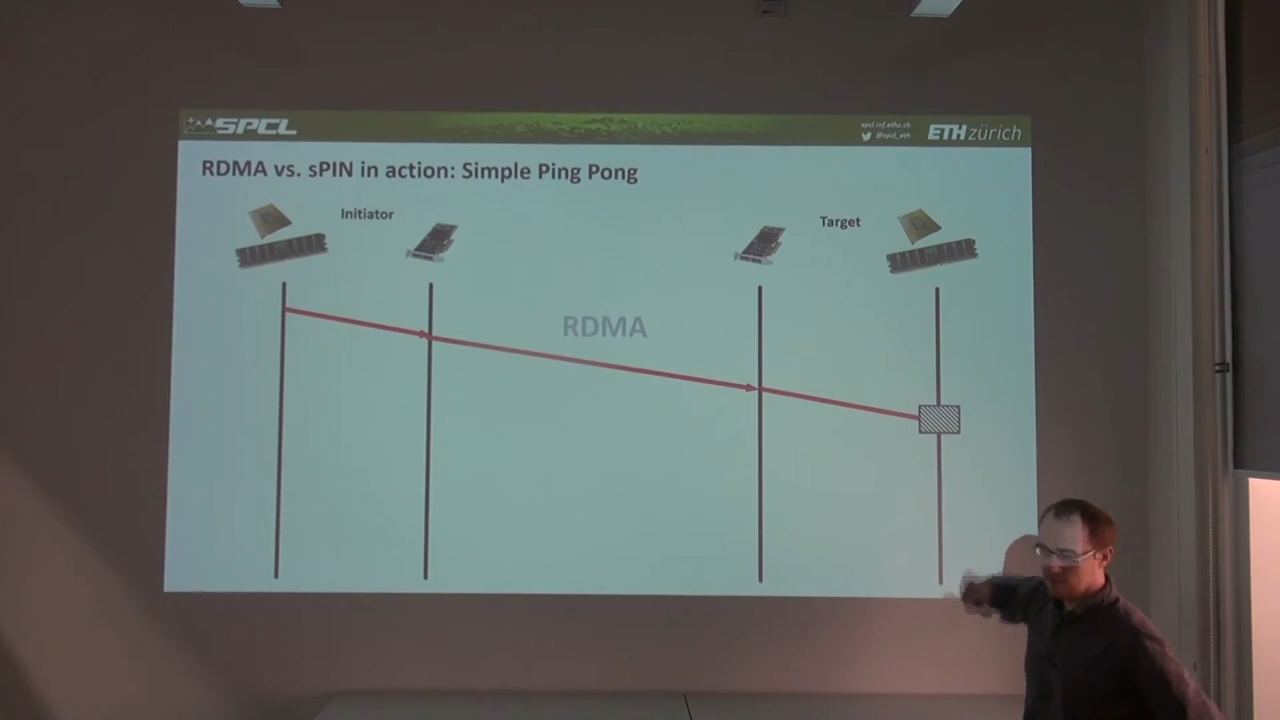 SPCL
spcl.inf.ethz.ch
@spcl_eth
ETH zürich
RDMA vs. sPIN in action: Simple Ping Pong
Initiator
Target
RDMA